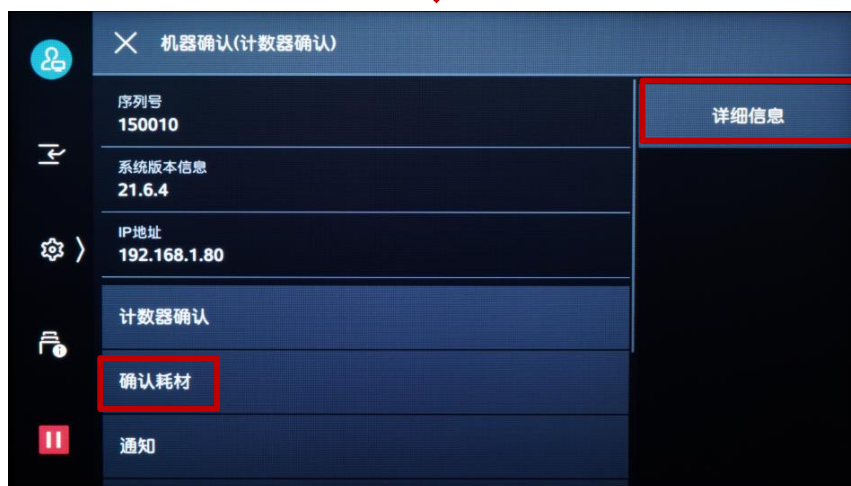 机器确认(计数器确认)
序列号
150010
详细信息
系统版本信息
21.6.4
IP地址
192.168.1.80
计数器确认
确认耗材
通知